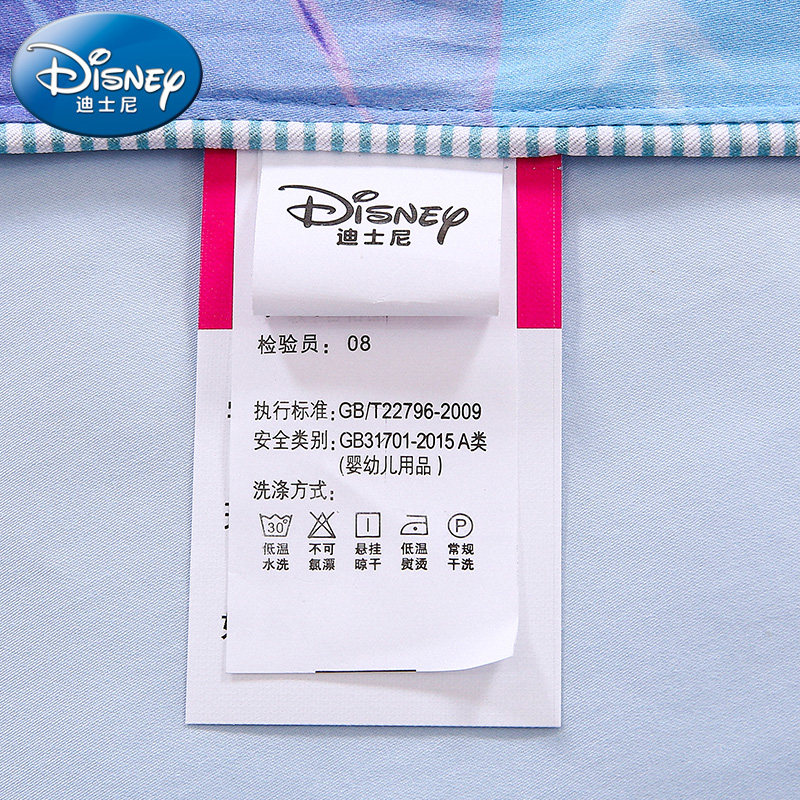 Disney
迪士尼
Disney
迪士尼
检验员: 08
执行标准: GB/T22796-2009
安全类别: GB31701-2015 A类
(婴幼儿用品)
洗涤方式:
30°
P
低温 不可 悬挂 低温 常规
水洗 氯漂 晾干 熨烫 干洗